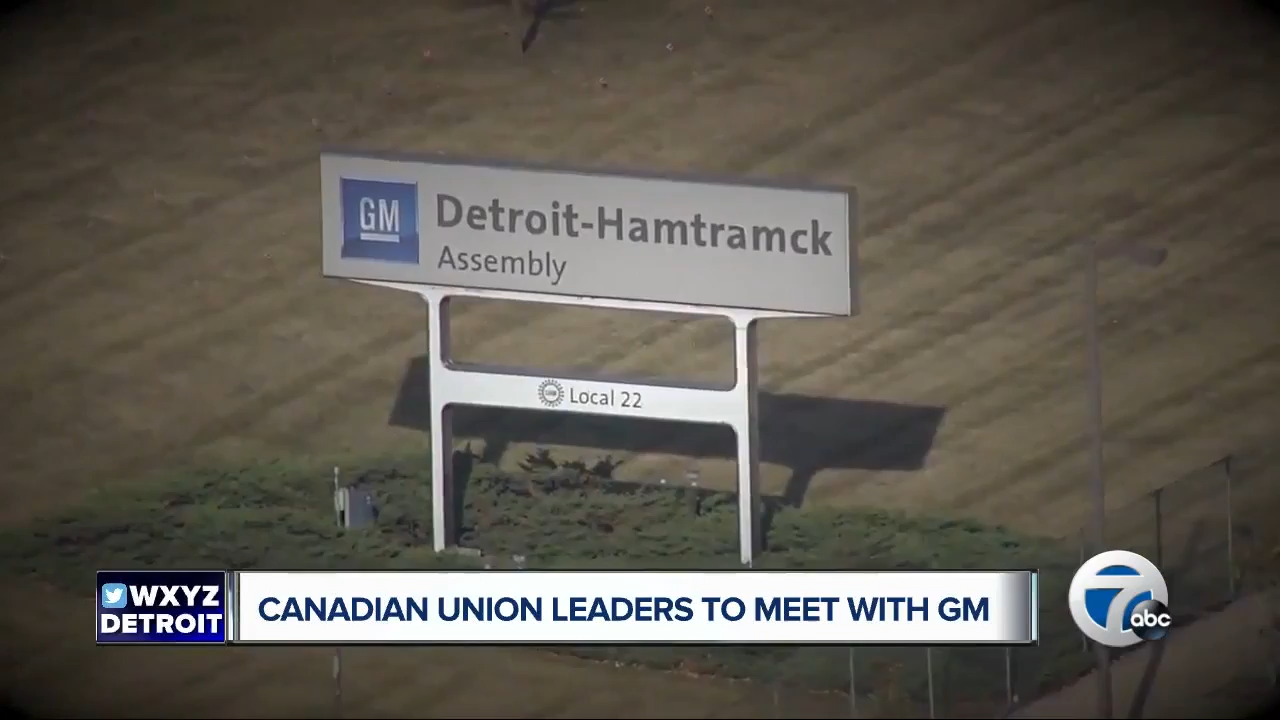 GM
Detroit-Hamtramck
Assembly
Local 22
WXYZ
DETROIT
CANADIAN UNION LEADERS TO MEET WITH GM
7
abc